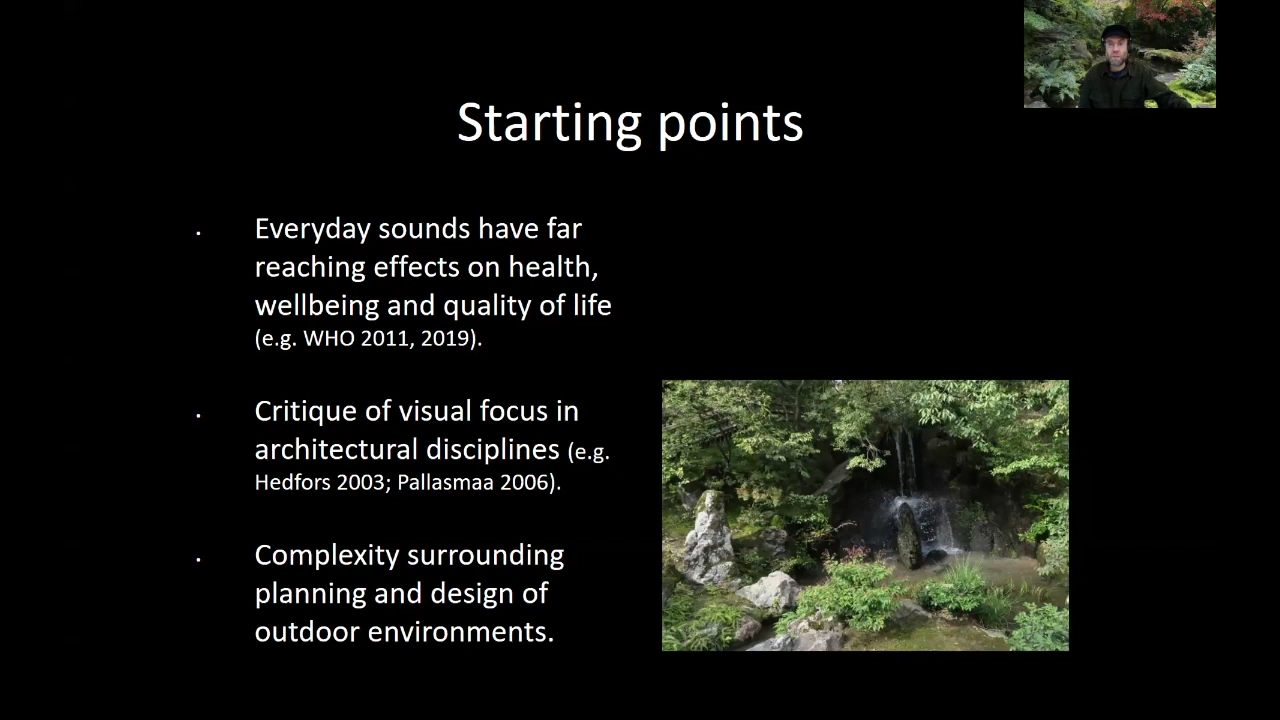 Starting points
Everyday sounds have far
reaching effects on health,
wellbeing and quality of life
(e.g. WHO 2011, 2019).
Critique of visual focus in
architectural disciplines (e.g.
Hedfors 2003; Pallasmaa 2006).
Complexity surrounding
planning and design of
outdoor environments.